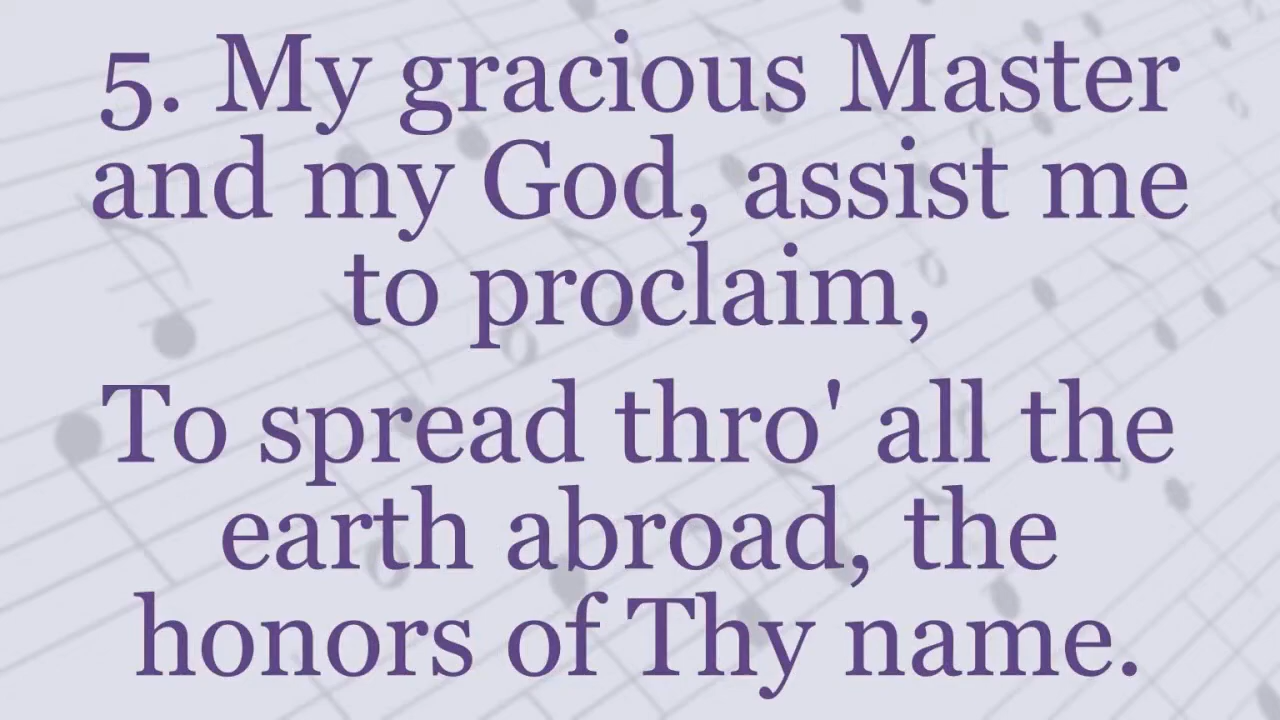 5. My gracious Master
and my God, assist me
to proclaim,
To spread thro' all the
earth abroad, the
honors of Thy name.